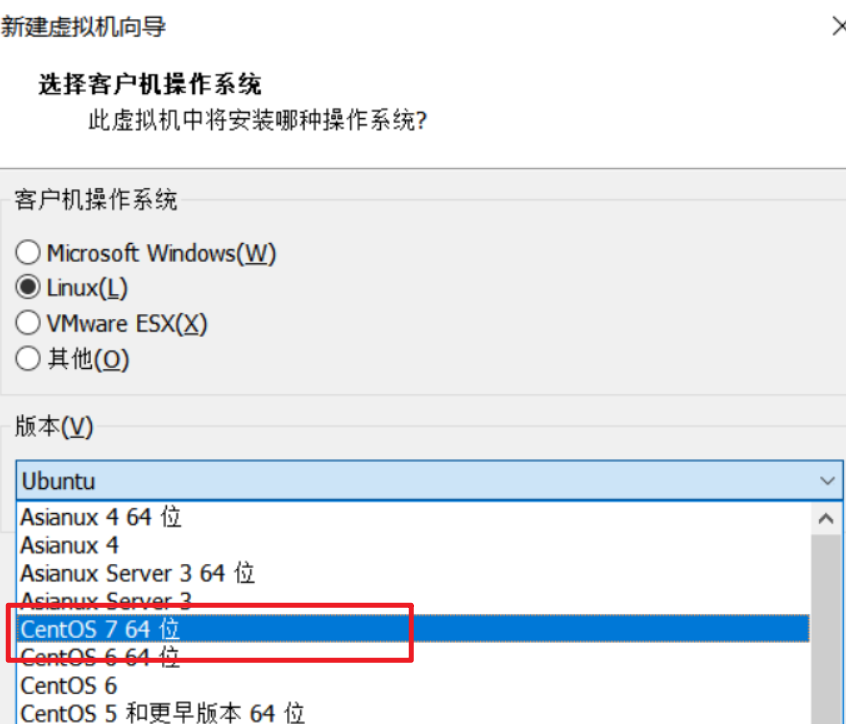 新建虚拟机向导
选择客户机操作系统
此虚拟机中将安装哪种操作系统?
客户机操作系统
Microsoft Windows(W)
Linux(L)
VMware ESX(X)
其他(O)
版本(V)
Ubuntu
Asianux 4 64 位
Asianux 4
Asianux Server 3 64 位
Asianux Server 3
CentOS 7 64 位
CentOS 6 64 位
CentOS 6
CentOS 5 和更早版本 64 位